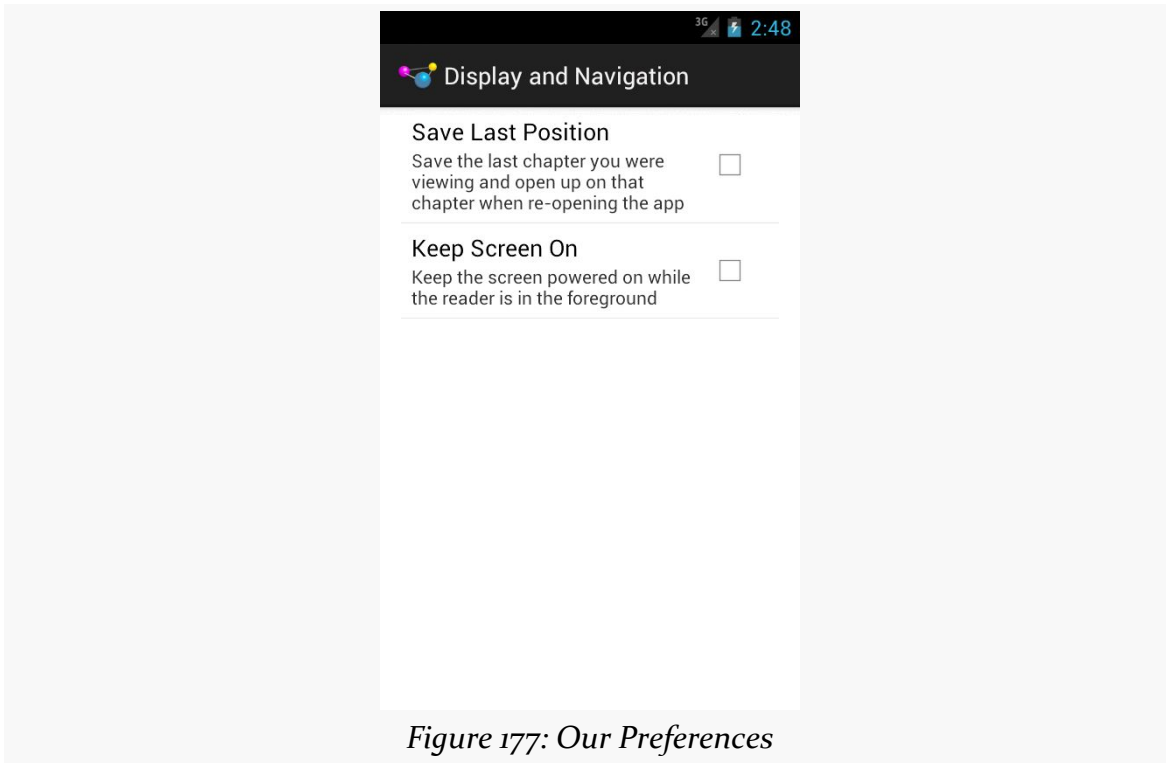 3G 2:48
Display and Navigation
Save Last Position
Save the last chapter you were
viewing and open up on that
chapter when re-opening the app
Keep Screen On
Keep the screen powered on while
the reader is in the foreground
Figure 177: Our Preferences